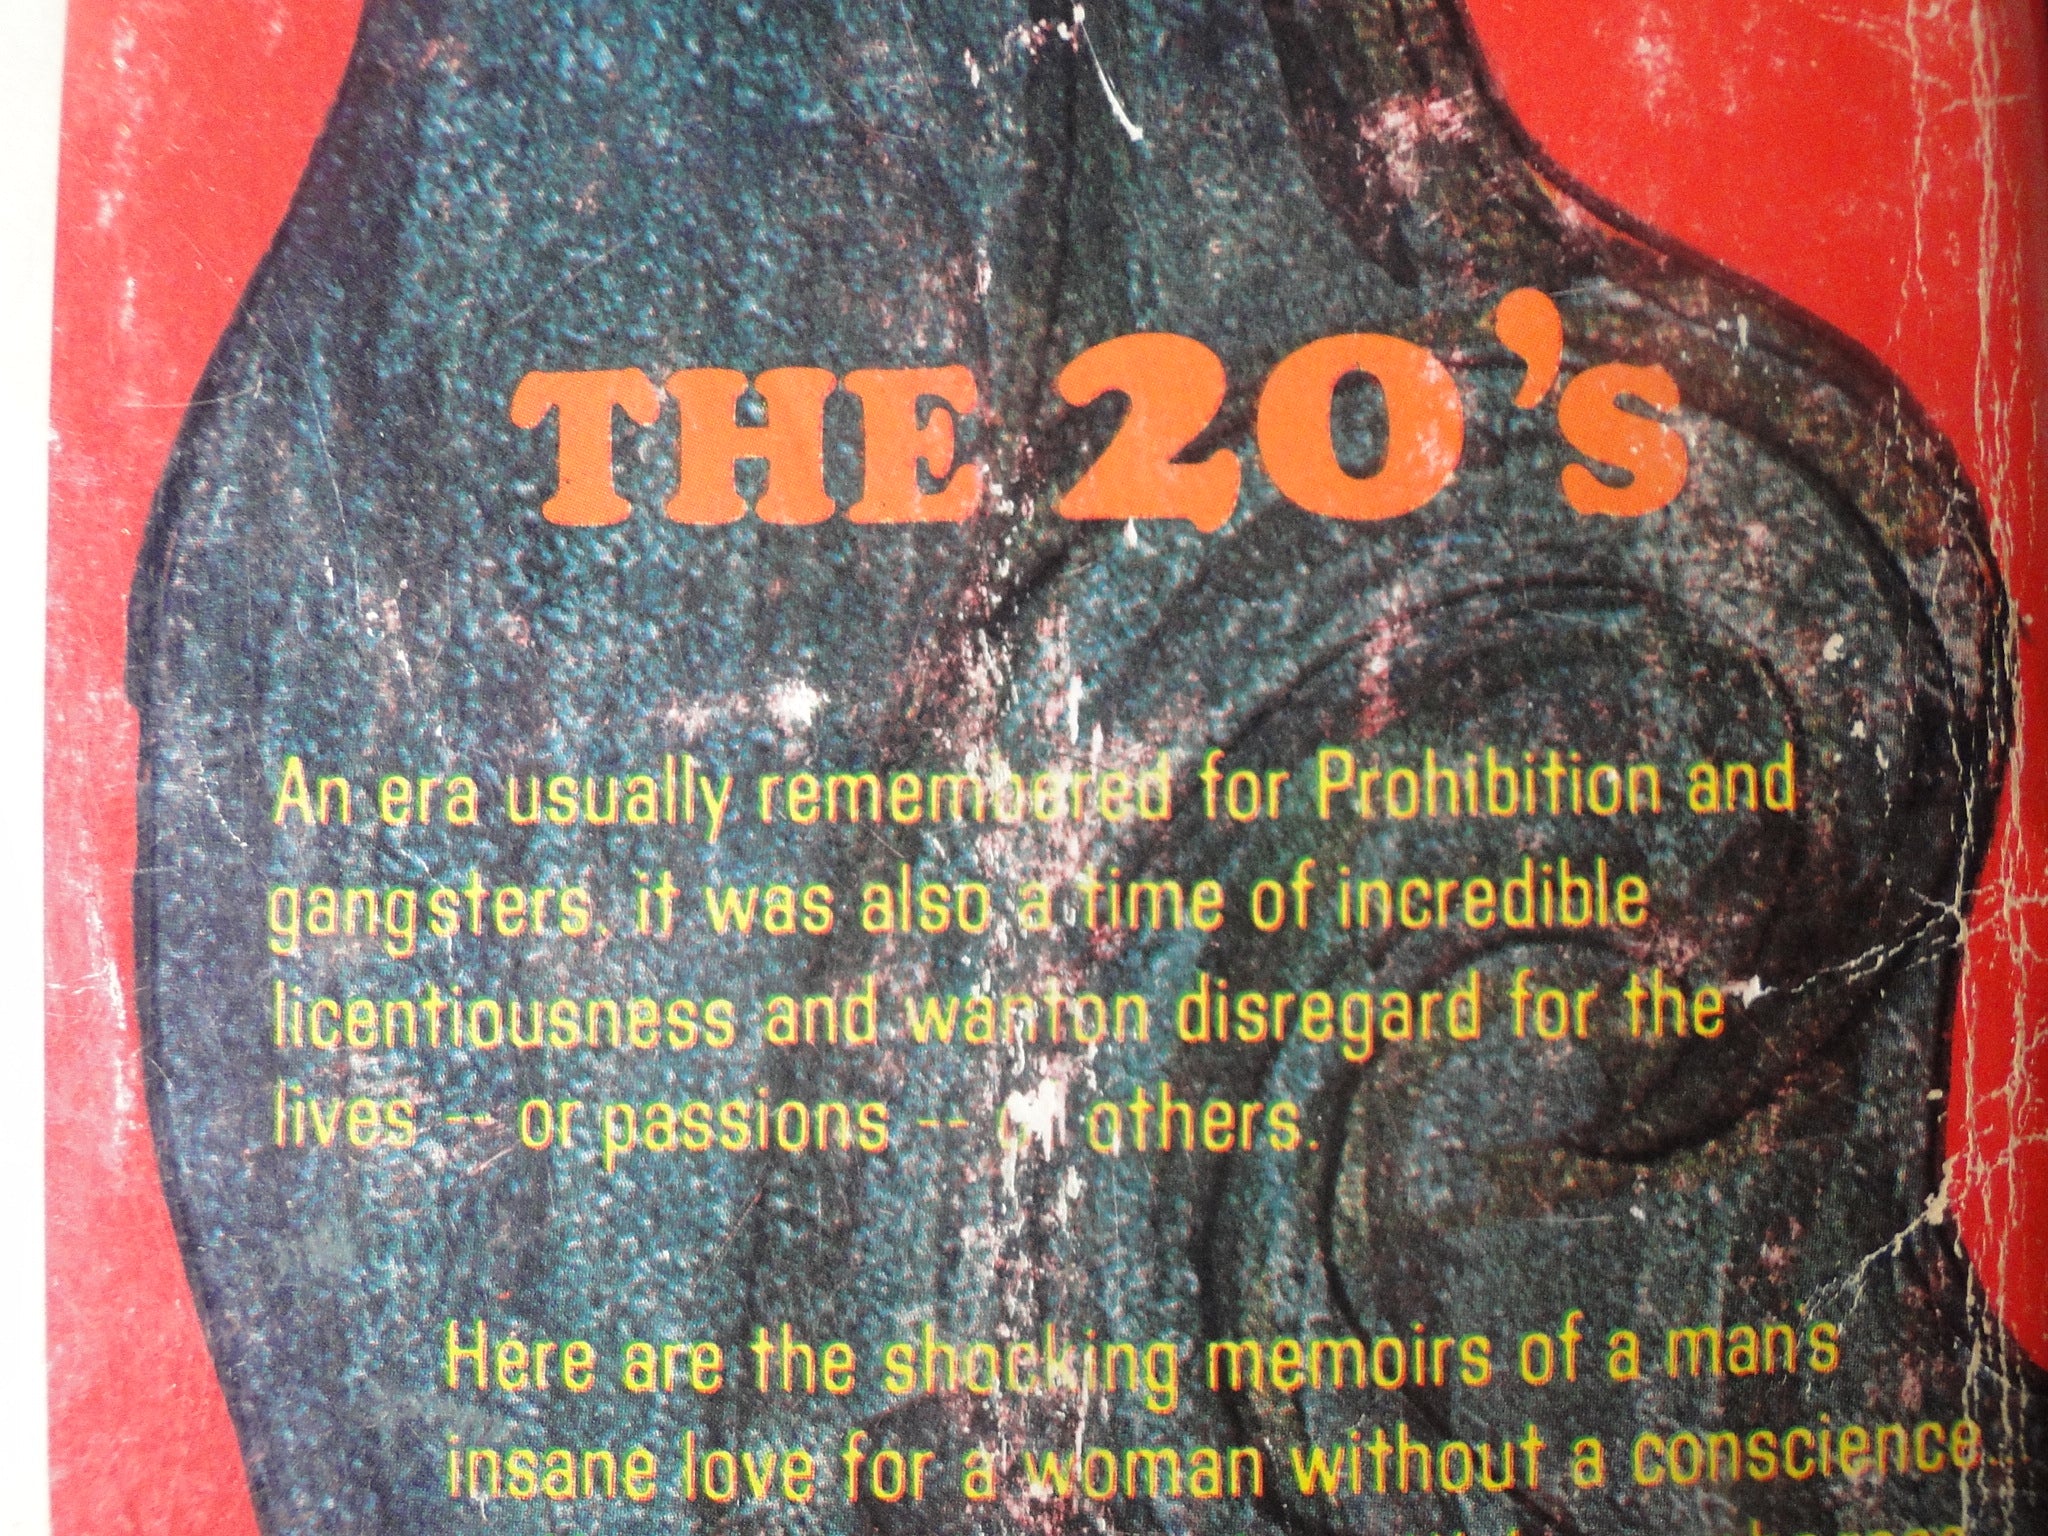 THE 20's
An era usually remembered for Prohibition and
gangsters, it was also a time of incredible
licentiousness and wanton disregard for the
lives -- or passions -- of others.
Here are the shocking memoirs of a man's
insane love for a woman without a conscience...